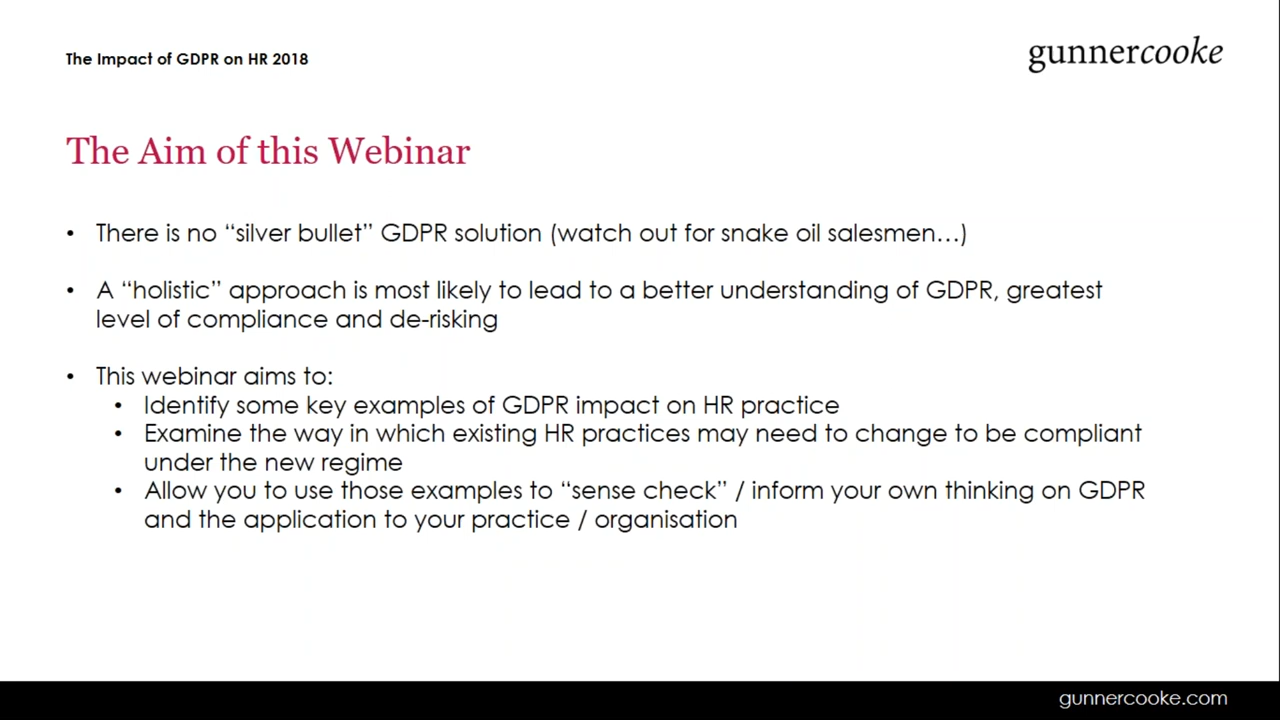 The Impact of GDPR on HR 2018
gunnercooke
The Aim of this Webinar
• There is no “silver bullet” GDPR solution (watch out for snake oil salesmen…)
• A “holistic” approach is most likely to lead to a better understanding of GDPR, greatest
level of compliance and de-risking
• This webinar aims to:
• Identify some key examples of GDPR impact on HR practice
• Examine the way in which existing HR practices may need to change to be compliant
under the new regime
• Allow you to use those examples to “sense check” / inform your own thinking on GDPR
and the application to your practice / organisation
gunnercooke.com